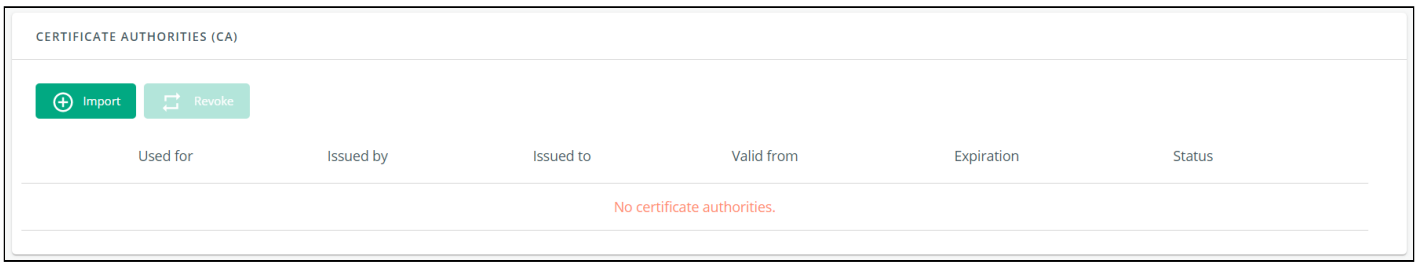 CERTIFICATE AUTHORITIES (CA)
Import Revoke
Used for Issued by Issued to Valid from Expiration Status
No certificate authorities.